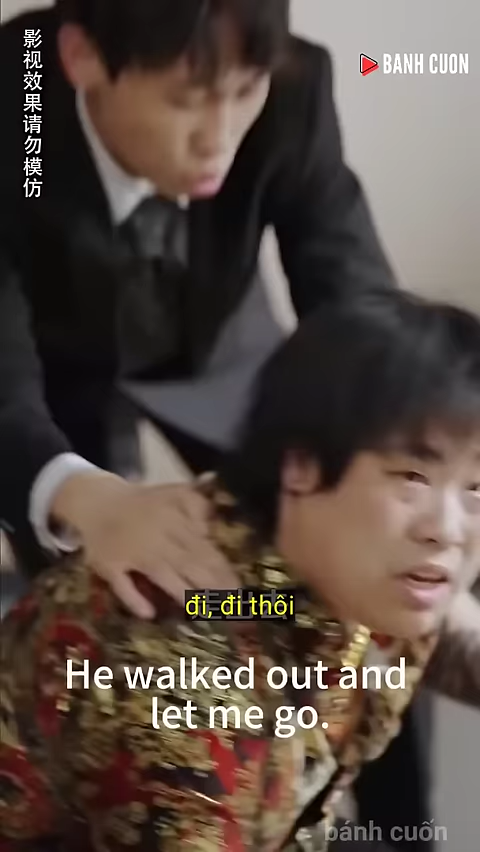 影视效果请勿模仿
BANH CUON
đi, đi thôi
He walked out and
let me go.
bánh cuốn